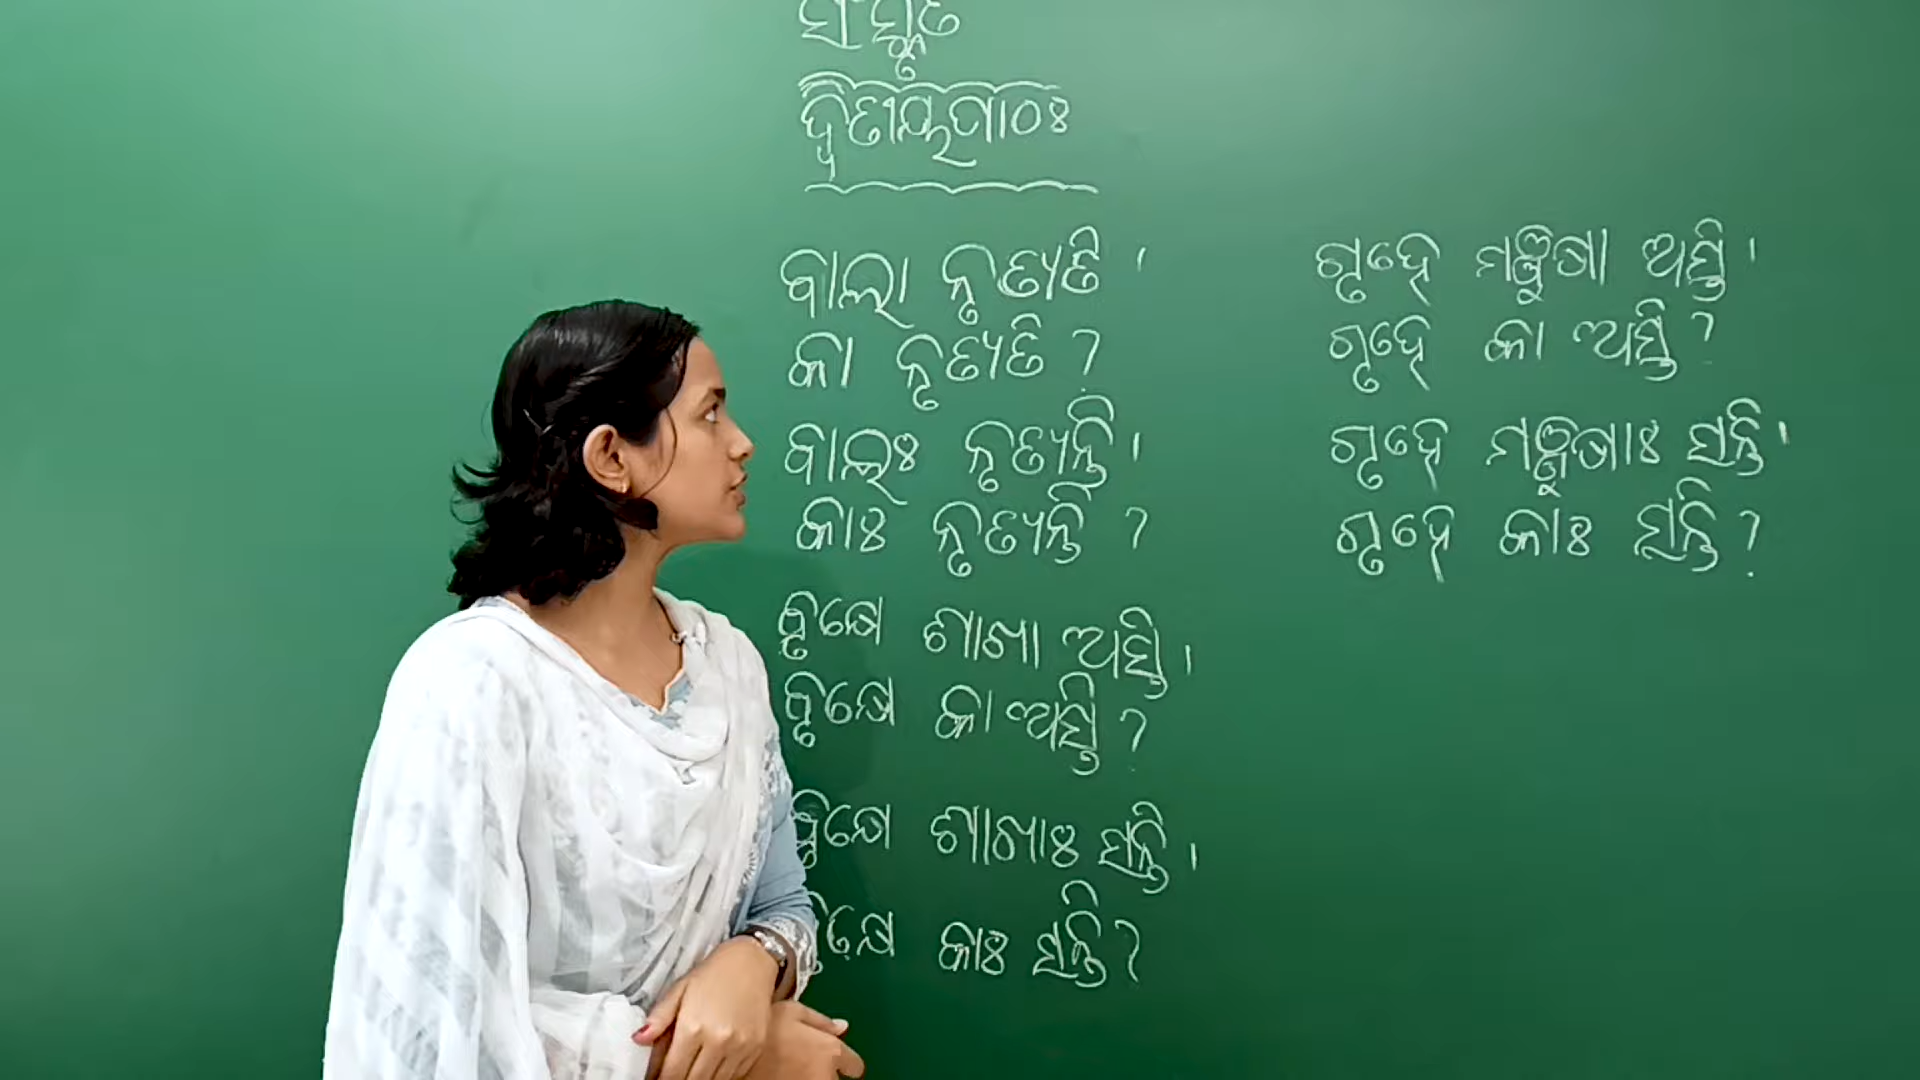 ସଂସ୍କୃତ
ଦ୍ୱିତୀୟପାଠଃ
ବାଲା ନୃତ୍ୟତି ।
କା ନୃତ୍ୟତି ?
ବାଲଃ ନୃତ୍ୟନ୍ତି ।
କାଃ ନୃତ୍ୟନ୍ତି ?
ବୃକ୍ଷେ ଶାଖା ଅସ୍ତି ।
ବୃକ୍ଷେ କା ଅସ୍ତି ?
ବୃକ୍ଷେ ଶାଖାଃ ସନ୍ତି ।
ବୃକ୍ଷେ କାଃ ସନ୍ତି ?
ଗୃହେ ମଞ୍ଜୁଷା ଅସ୍ତି ।
ଗୃହେ କା ଅସ୍ତି ?
ଗୃହେ ମଞ୍ଜୁଷାଃ ସନ୍ତି ।
ଗୃହେ କାଃ ସନ୍ତି ?